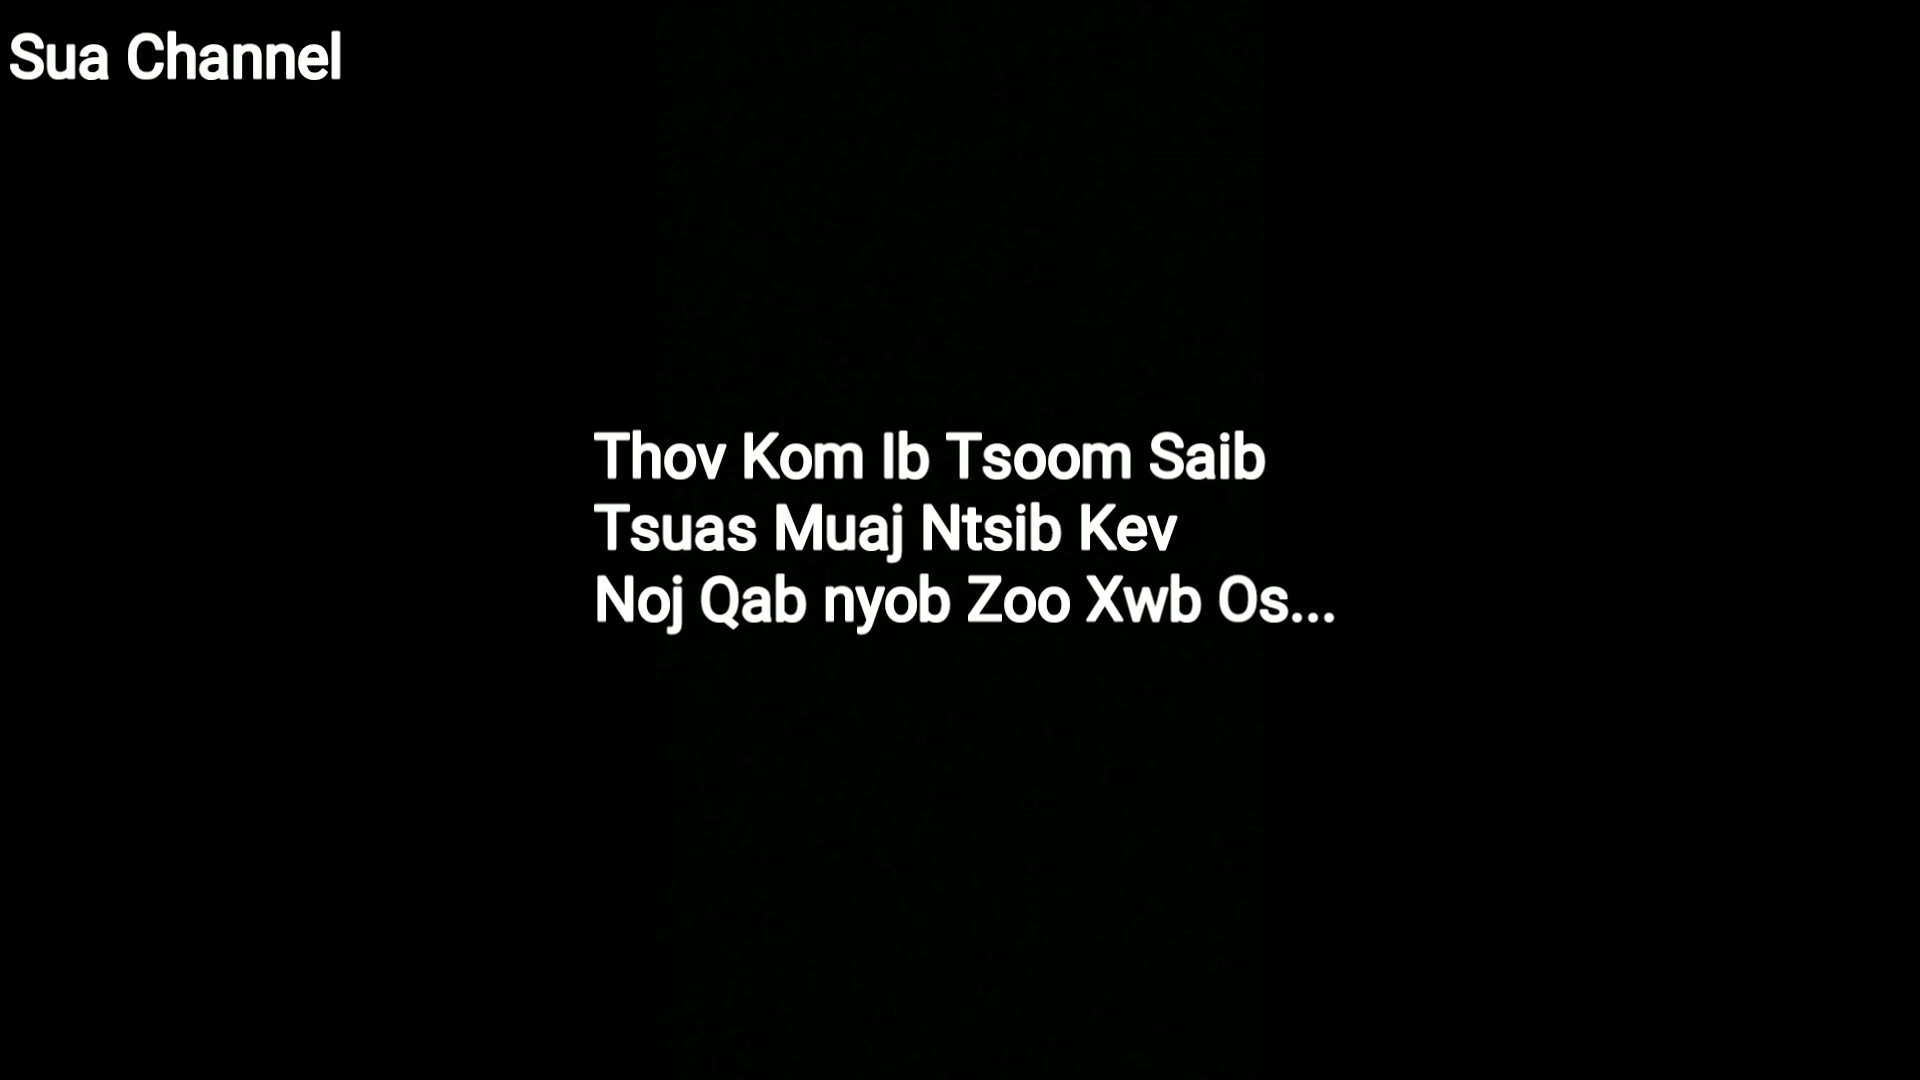 Sua Channel
Thov Kom Ib Tsoom Saib
Tsuas Muaj Ntsib Kev
Noj Qab nyob Zoo Xwb Os...